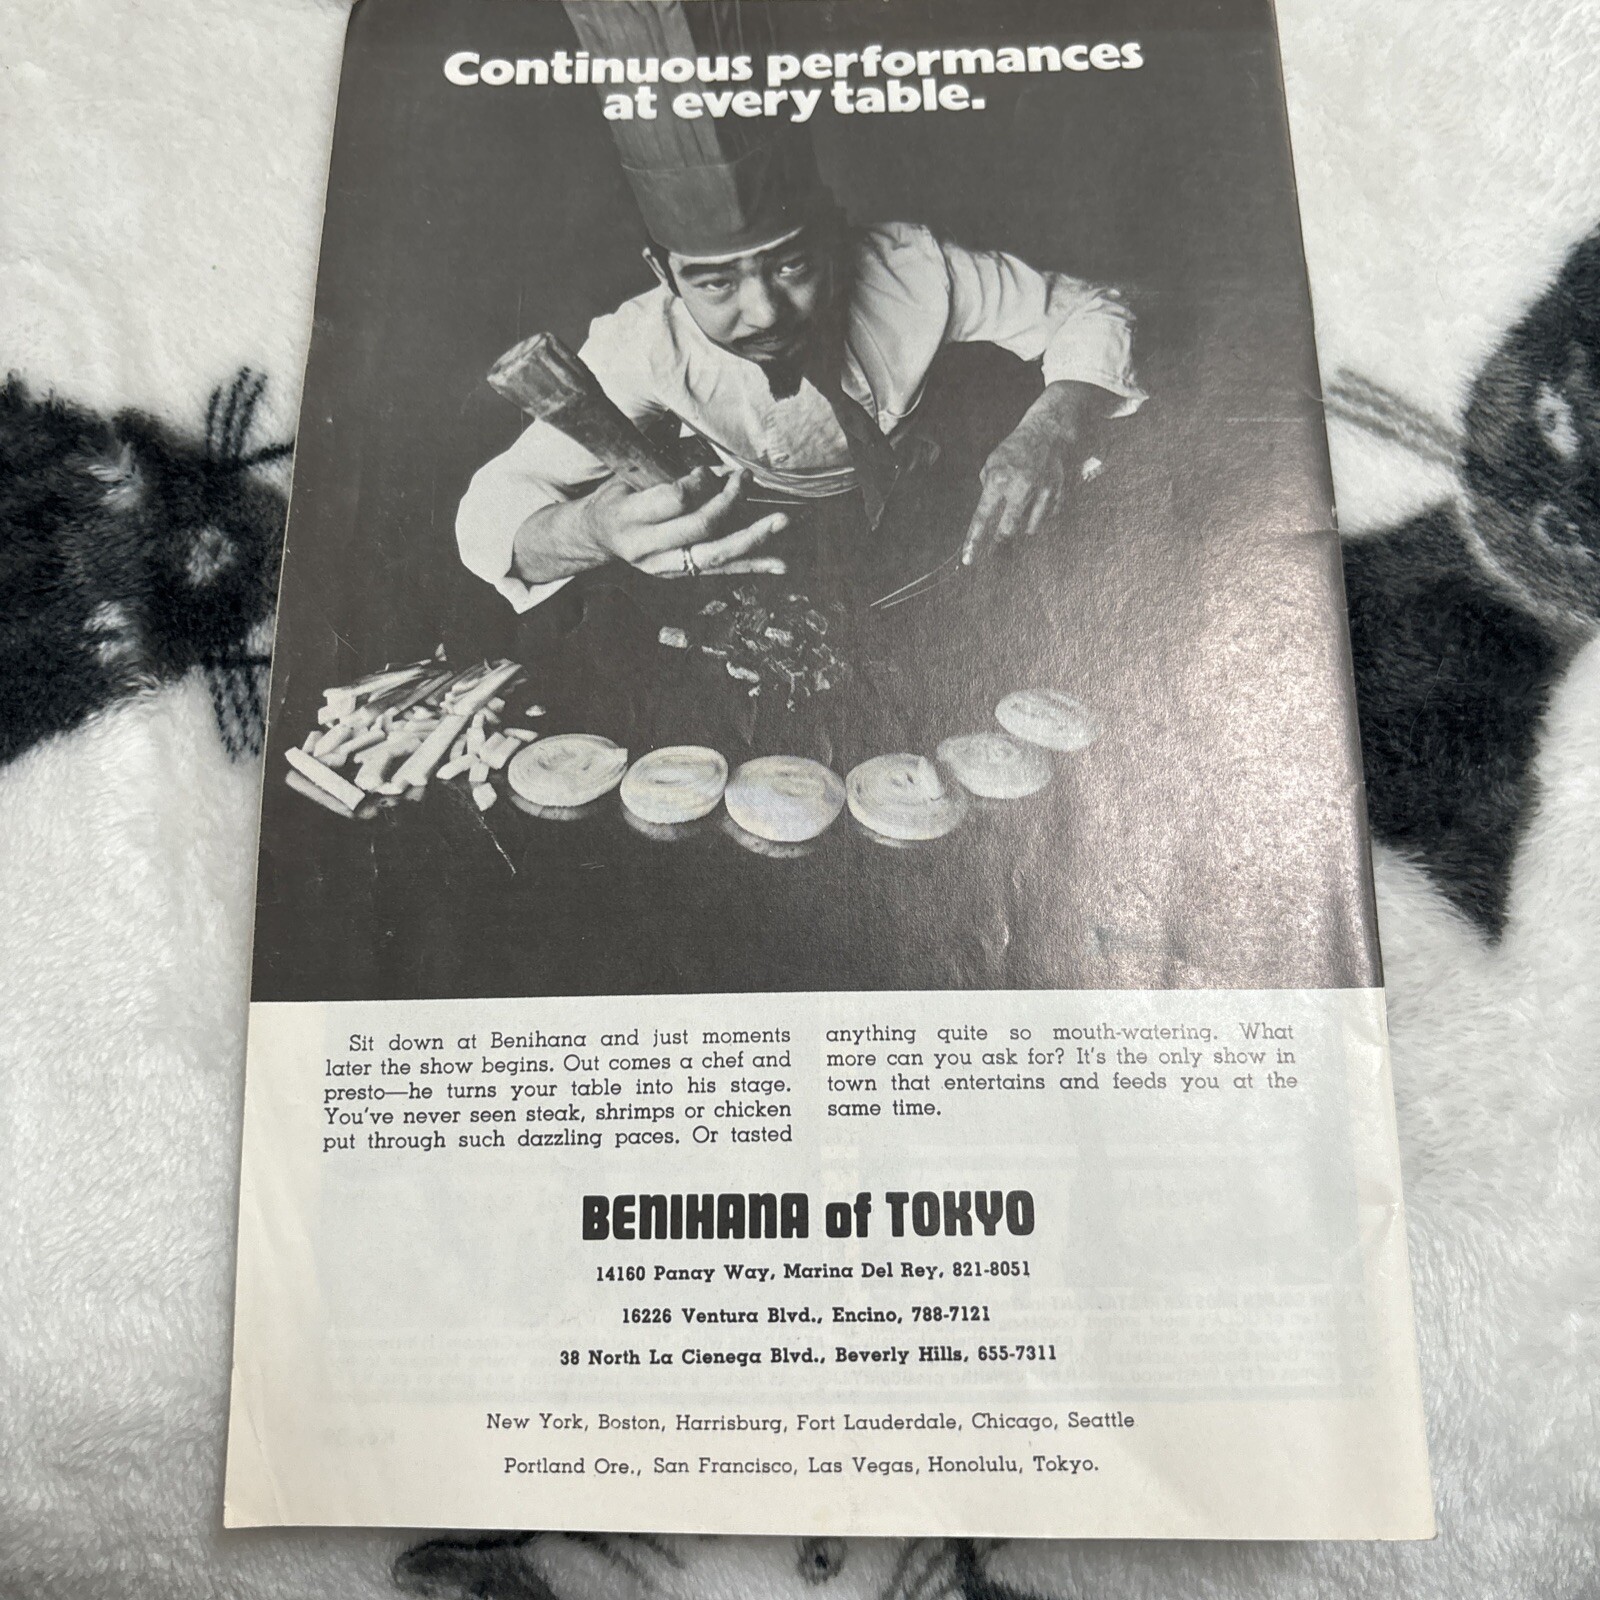 Continuous performances
at every table.
Sit down at Benihana and just moments
later the show begins. Out comes a chef and
presto—he turns your table into his stage.
You've never seen steak, shrimps or chicken
put through such dazzling paces. Or tasted
anything quite so mouth-watering. What
more can you ask for? It's the only show in
town that entertains and feeds you at the
same time.
BENIHANA of TOKYO
14160 Panay Way, Marina Del Rey, 821-8051
16226 Ventura Blvd., Encino, 788-7121
38 North La Cienega Blvd., Beverly Hills, 655-7311
New York, Boston, Harrisburg, Fort Lauderdale, Chicago, Seattle
Portland Ore., San Francisco, Las Vegas, Honolulu, Tokyo.